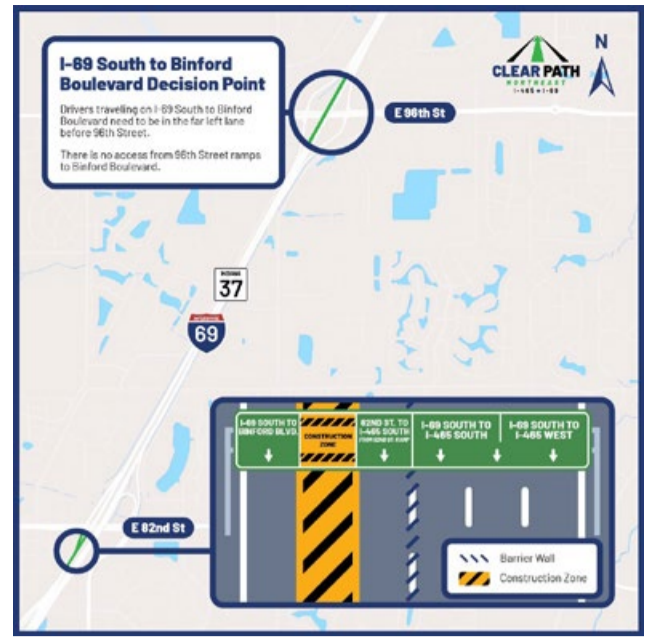 I-69 South to Binford
Boulevard Decision Point
Drivers traveling on I-69 South to Binford
Boulevard need to be in the far left lane
before 96th Street.
There is no access from 96th Street ramps
to Binford Boulevard.
CLEAR PATH
NORTHEAST
I-465 + I-69
N
E 96th St
INDIANA
37
INTERSTATE
69
E 82nd St
I-69 SOUTH TO
BINFORD BLVD.
CONSTRUCTION
ZONE
82ND ST. TO
I-465 SOUTH
I-69 SOUTH TO
I-465 SOUTH
I-69 SOUTH TO
I-465 WEST
Barrier Wall
Construction Zone